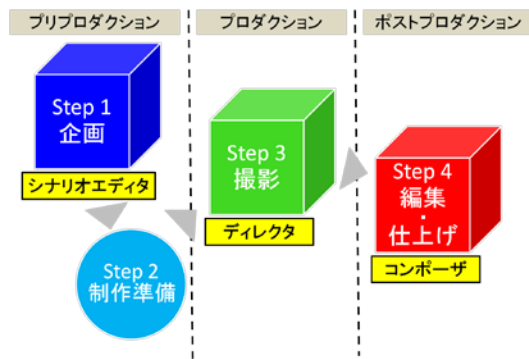 プリプロダクション
プロダクション
ポストプロダクション
Step 1
企画
シナリオエディタ
Step 2
制作準備
Step 3
撮影
ディレクタ
Step 4
編集
・
仕上げ
コンポーザ